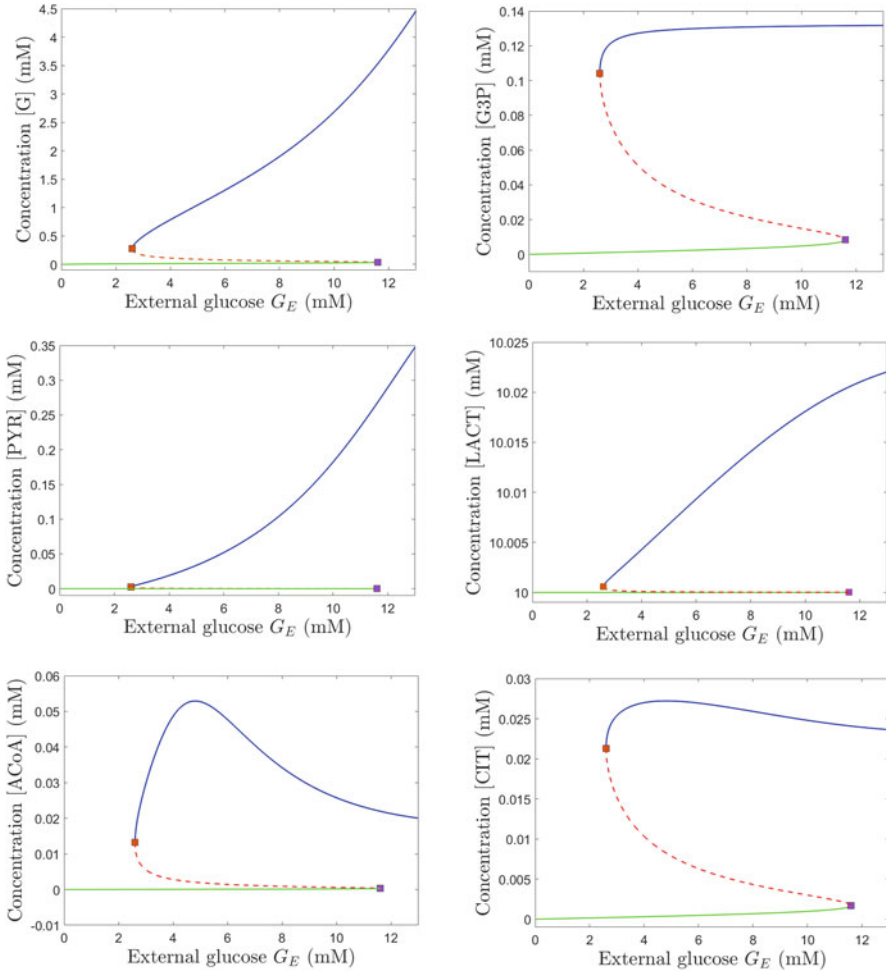 Concentration [G] (mM)
4.5
4
3.5
3
2.5
2
1.5
1
0.5
0
0 2 4 6 8 10 12
External glucose G_E (mM)
Concentration [G3P] (mM)
0.14
0.12
0.1
0.08
0.06
0.04
0.02
0
0 2 4 6 8 10 12
External glucose G_E (mM)
Concentration [PYR] (mM)
0.35
0.3
0.25
0.2
0.15
0.1
0.05
0
0 2 4 6 8 10 12
External glucose G_E (mM)
Concentration [LACT] (mM)
10.025
10.02
10.015
10.01
10.005
10
0 2 4 6 8 10 12
External glucose G_E (mM)
Concentration [ACoA] (mM)
0.06
0.05
0.04
0.03
0.02
0.01
0
-0.01
0 2 4 6 8 10 12
External glucose G_E (mM)
Concentration [CIT] (mM)
0.03
0.025
0.02
0.015
0.01
0.005
0
0 2 4 6 8 10 12
External glucose G_E (mM)